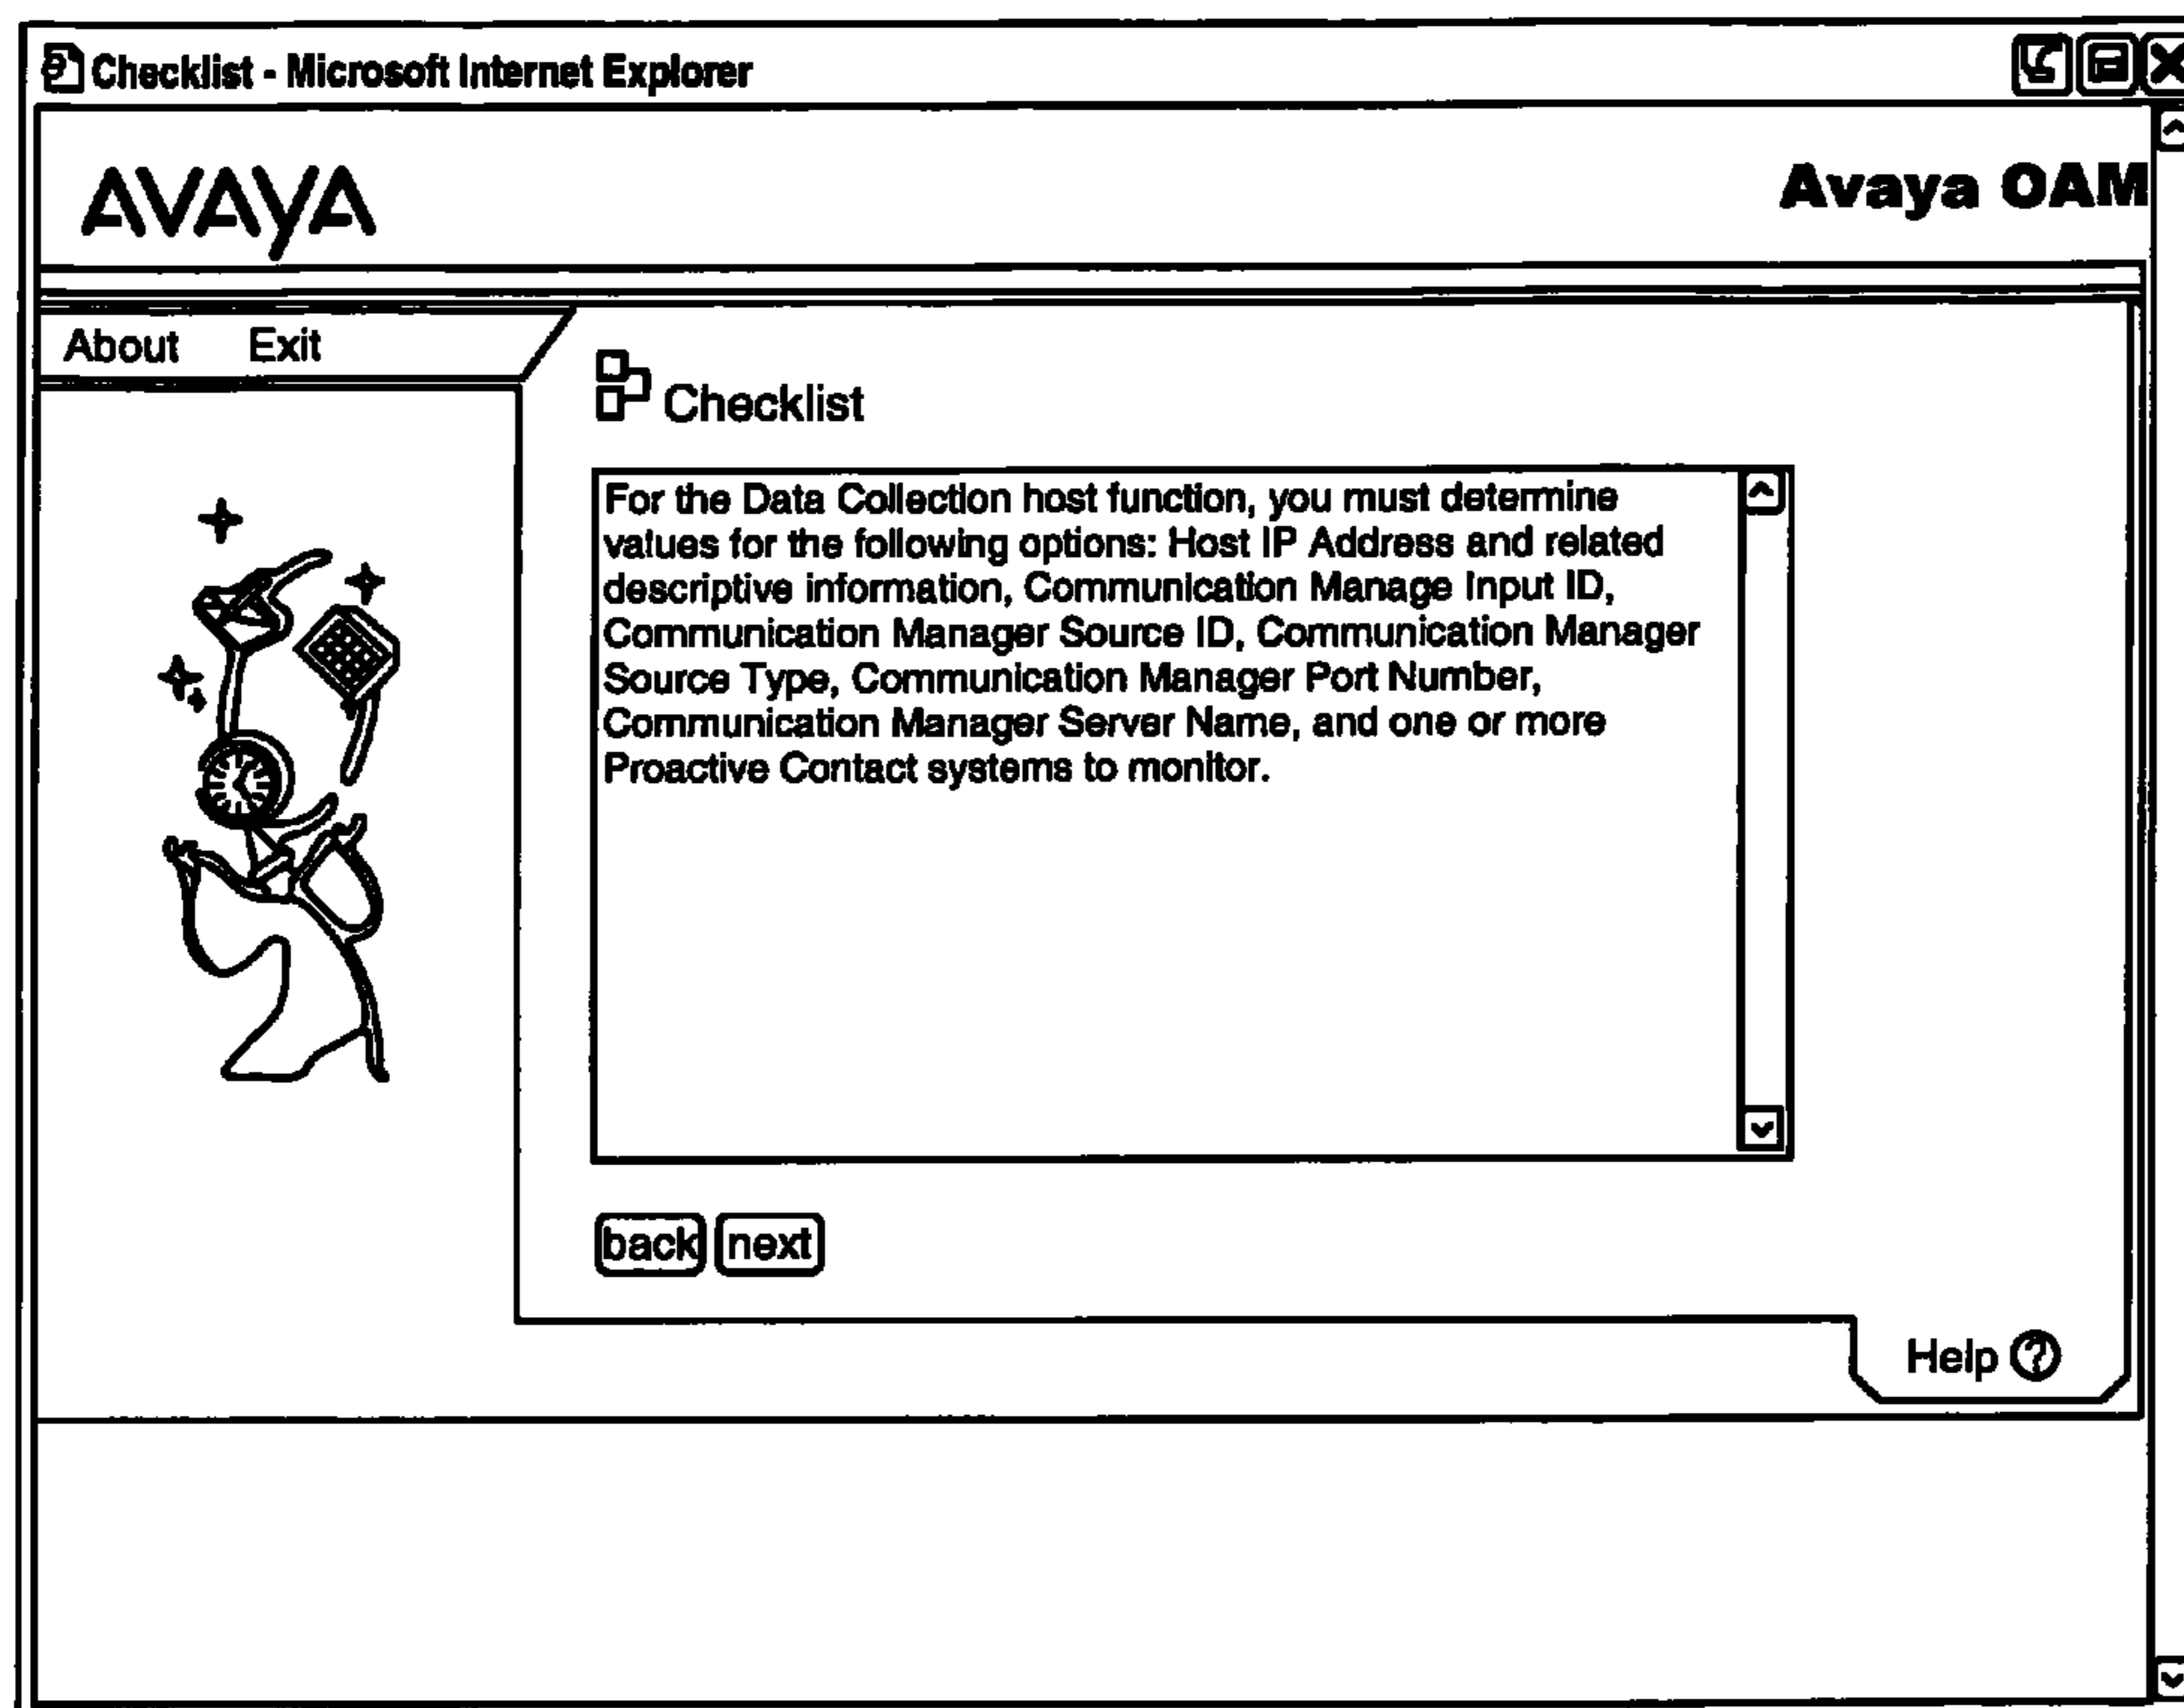 Checklist - Microsoft Internet Explorer
AVAYA
Avaya OAM
About Exit
Checklist
For the Data Collection host function, you must determine
values for the following options: Host IP Address and related
descriptive information, Communication Manage Input ID,
Communication Manager Source ID, Communication Manager
Source Type, Communication Manager Port Number,
Communication Manager Server Name, and one or more
Proactive Contact systems to monitor.
back next
Help ?